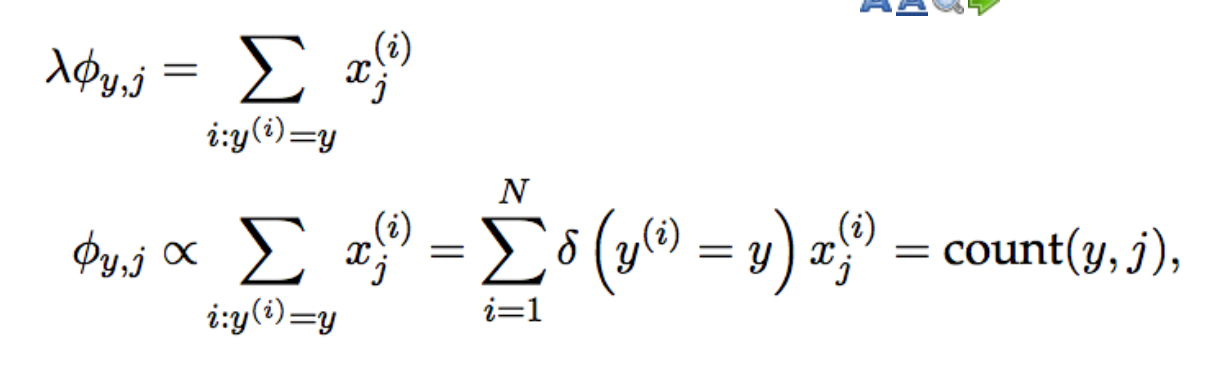 λϕ_{y,j} = ∑_{i:y^{(i)}=y} x_j^{(i)}
ϕ_{y,j} ∝ ∑_{i:y^{(i)}=y} x_j^{(i)} = ∑_{i=1}^{N} δ (y^{(i)} = y) x_j^{(i)} = count(y, j),